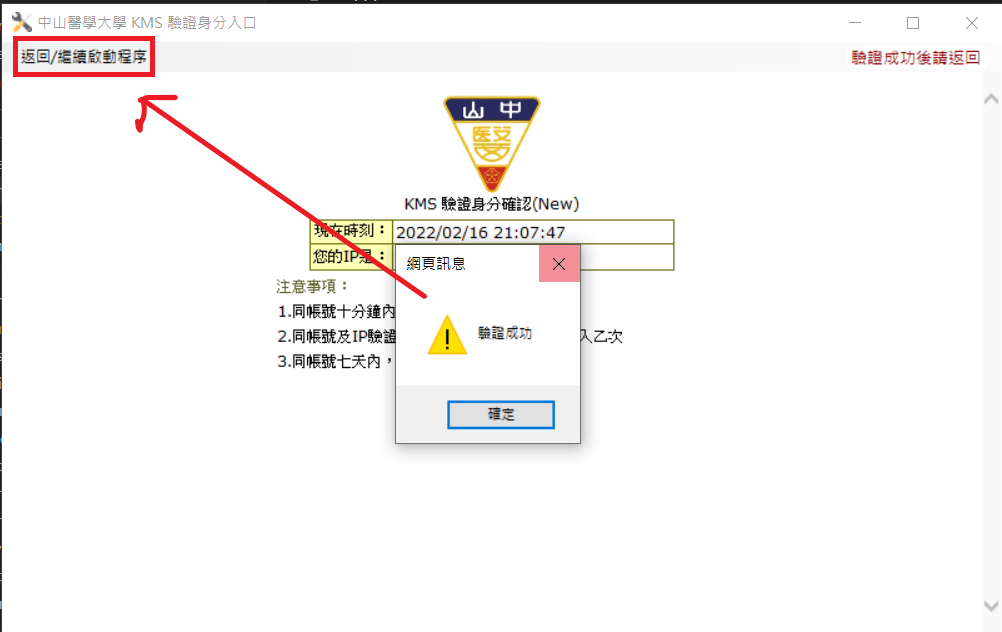 中山醫學大學 KMS 驗證身分入口
返回/繼續啟動程序
驗證成功後請返回
山 中
醫
KMS 驗證身分確認(New)
現在時刻：
2022/02/16 21:07:47
您的IP是：
網頁訊息
注意事項：
1.同帳號十分鐘內
驗證成功
2.同帳號及IP驗證
入乙次
3.同帳號七天內，
確定